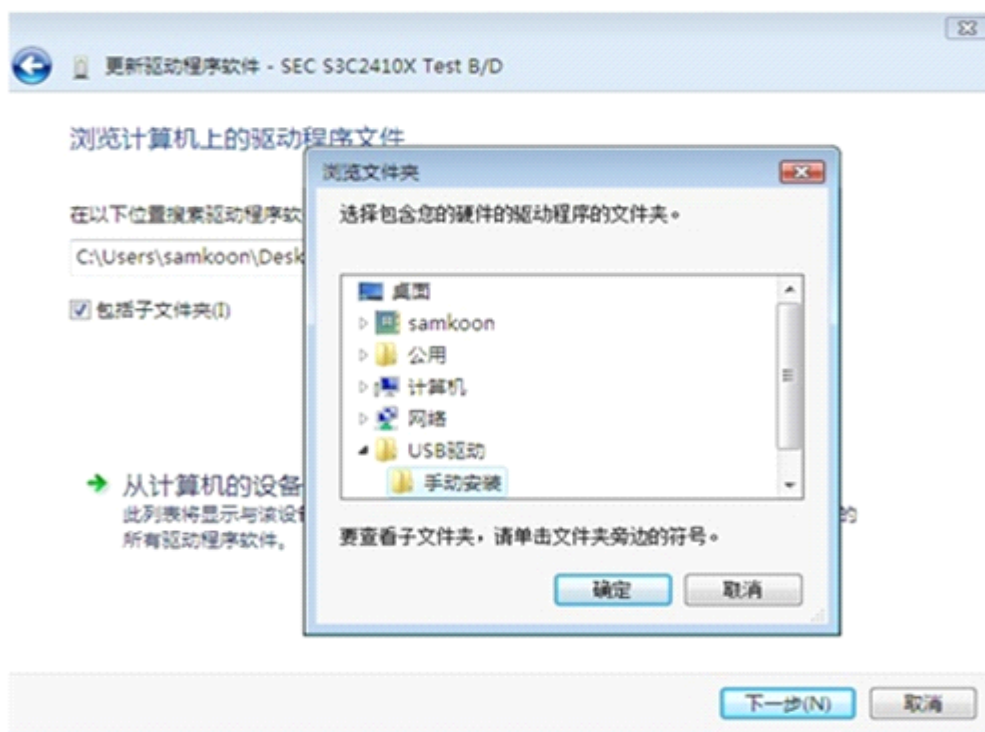 更新驱动程序软件 - SEC S3C2410X Test B/D
浏览计算机上的驱动程序文件
在以下位置搜索驱动程序软
C:\Users\samkoon\Desk
包括子文件夹(I)
从计算机的设备
此列表将显示与该设备
的
所有驱动程序软件。
浏览文件夹
选择包含您的硬件的驱动程序的文件夹。
桌面
samkoon
公用
计算机
网络
USB驱动
手动安装
要查看子文件夹，请单击文件夹旁边的符号。
确定
取消
下一步(N)
取消